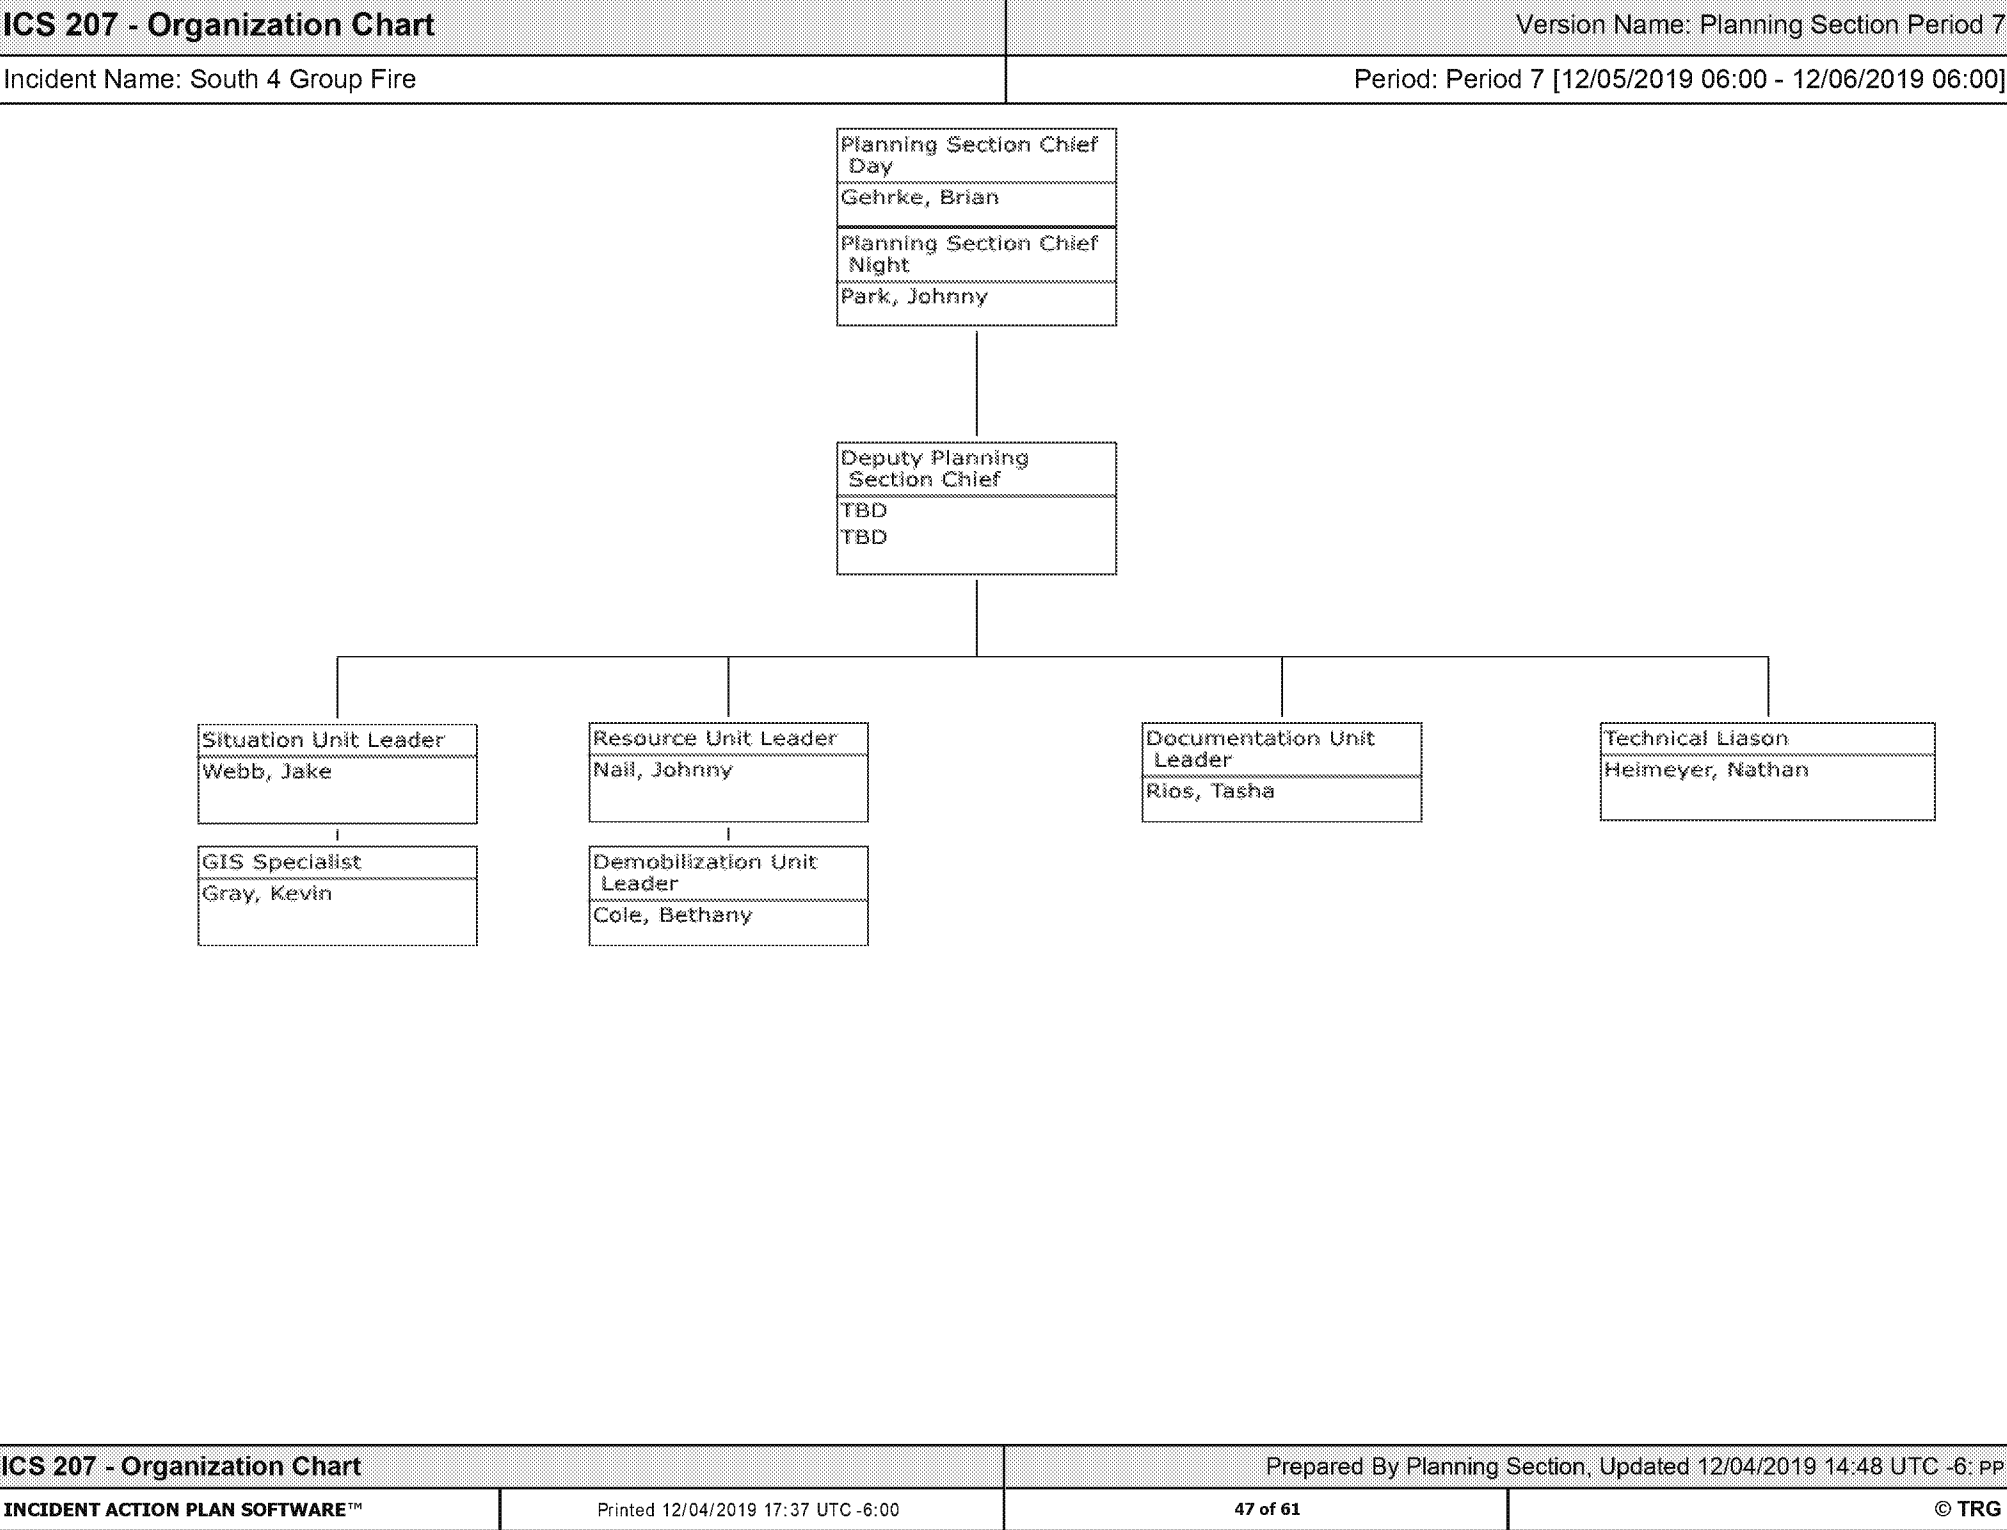 ICS 207 - Organization Chart
Version Name: Planning Section Period 7
Incident Name: South 4 Group Fire
Period: Period 7 [12/05/2019 06:00 - 12/06/2019 06:00]
Planning Section Chief
Day
Gehrke, Brian
Planning Section Chief
Night
Park, Johnny
Deputy Planning
Section Chief
TBD
TBD
Situation Unit Leader
Webb, Jake
GIS Specialist
Gray, Kevin
Resource Unit Leader
Nail, Johnny
Demobilization Unit
Leader
Cole, Bethany
Documentation Unit
Leader
Rios, Tasha
Technical Liason
Heimeyer, Nathan
ICS 207 - Organization Chart
Prepared By Planning Section, Updated 12/04/2019 14:48 UTC -6: PP
INCIDENT ACTION PLAN SOFTWARE™
Printed 12/04/2019 17:37 UTC -6:00
47 of 61
© TRG